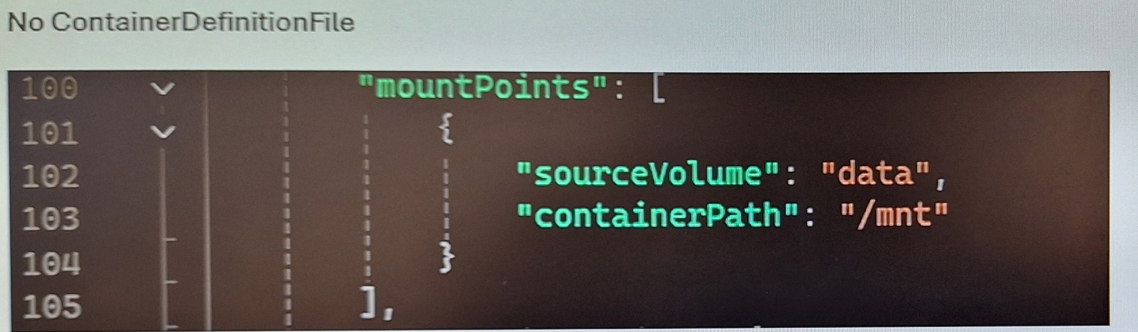 No ContainerDefinitionFile
100 "mountPoints": [
101 {
102 "sourceVolume": "data",
103 "containerPath": "/mnt"
104 }
105 ],